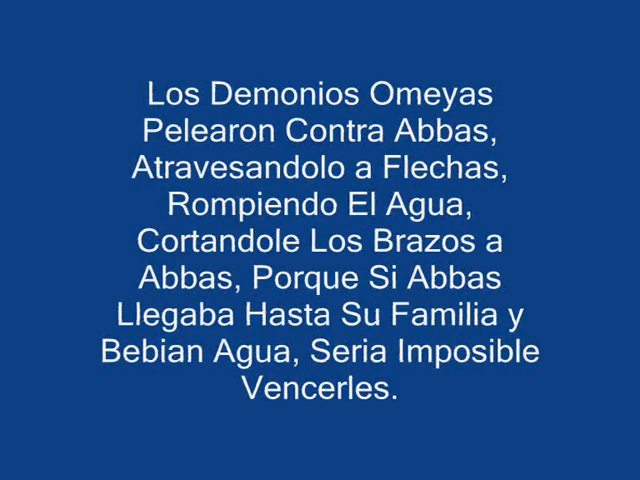 Los Demonios Omeyas
Pelearon Contra Abbas,
Atravesandolo a Flechas,
Rompiendo El Agua,
Cortandole Los Brazos a
Abbas, Porque Si Abbas
Llegaba Hasta Su Familia y
Bebian Agua, Seria Imposible
Vencerles.